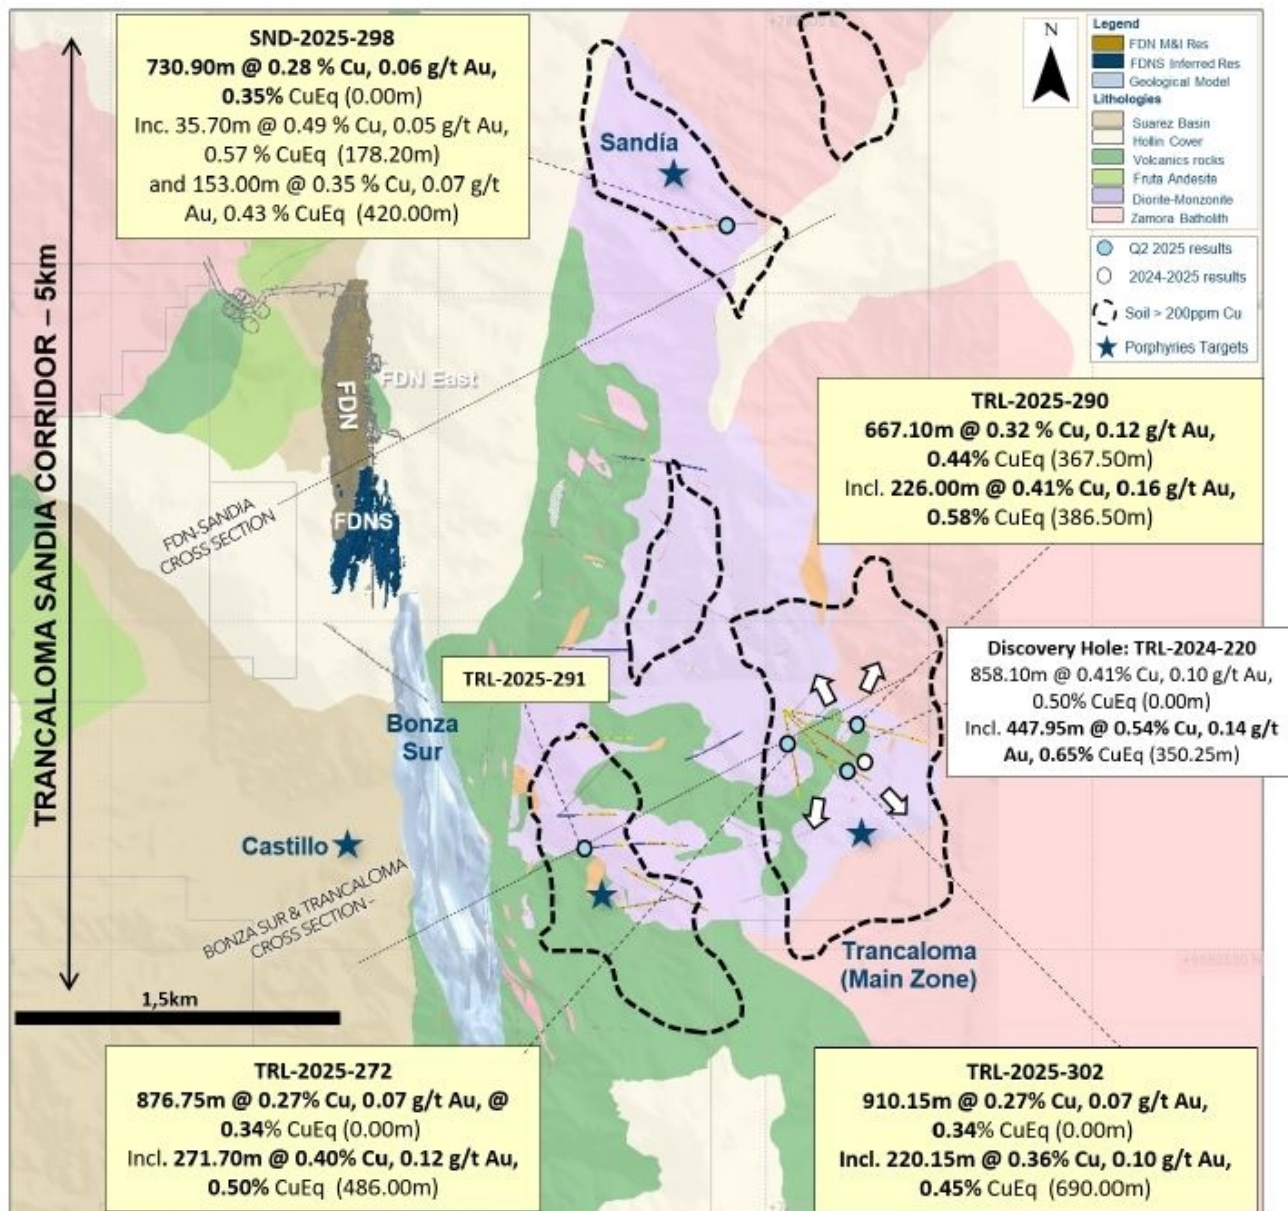 SND-2025-298
730.90m @ 0.28 % Cu, 0.06 g/t Au,
0.35% CuEq (0.00m)
Inc. 35.70m @ 0.49 % Cu, 0.05 g/t Au,
0.57 % CuEq (178.20m)
and 153.00m @ 0.35 % Cu, 0.07 g/t
Au, 0.43 % CuEq (420.00m)
N
Legend
FDN M&I Res
FDNS Inferred Res
Geological Model
Lithologies
Suarez Basin
Hollin Cover
Volcanics rocks
Fruta Andesite
Diorite-Monzonite
Zamora Batholith
Q2 2025 results
2024-2025 results
Soil > 200ppm Cu
Porphyries Targets
Sandía
TRANCALOMA SANDIA CORRIDOR – 5km
FDN
FDN East
FDNS
FDN-SANDIA
CROSS SECTION
TRL-2025-290
667.10m @ 0.32 % Cu, 0.12 g/t Au,
0.44% CuEq (367.50m)
Incl. 226.00m @ 0.41% Cu, 0.16 g/t Au,
0.58% CuEq (386.50m)
Discovery Hole: TRL-2024-220
858.10m @ 0.41% Cu, 0.10 g/t Au,
0.50% CuEq (0.00m)
Incl. 447.95m @ 0.54% Cu, 0.14 g/t
Au, 0.65% CuEq (350.25m)
TRL-2025-291
Bonza
Sur
Castillo
BONZA SUR & TRANCALOMA
CROSS SECTION -
Trancaloma
(Main Zone)
1,5km
TRL-2025-272
876.75m @ 0.27% Cu, 0.07 g/t Au, @
0.34% CuEq (0.00m)
Incl. 271.70m @ 0.40% Cu, 0.12 g/t Au,
0.50% CuEq (486.00m)
TRL-2025-302
910.15m @ 0.27% Cu, 0.07 g/t Au,
0.34% CuEq (0.00m)
Incl. 220.15m @ 0.36% Cu, 0.10 g/t Au,
0.45% CuEq (690.00m)